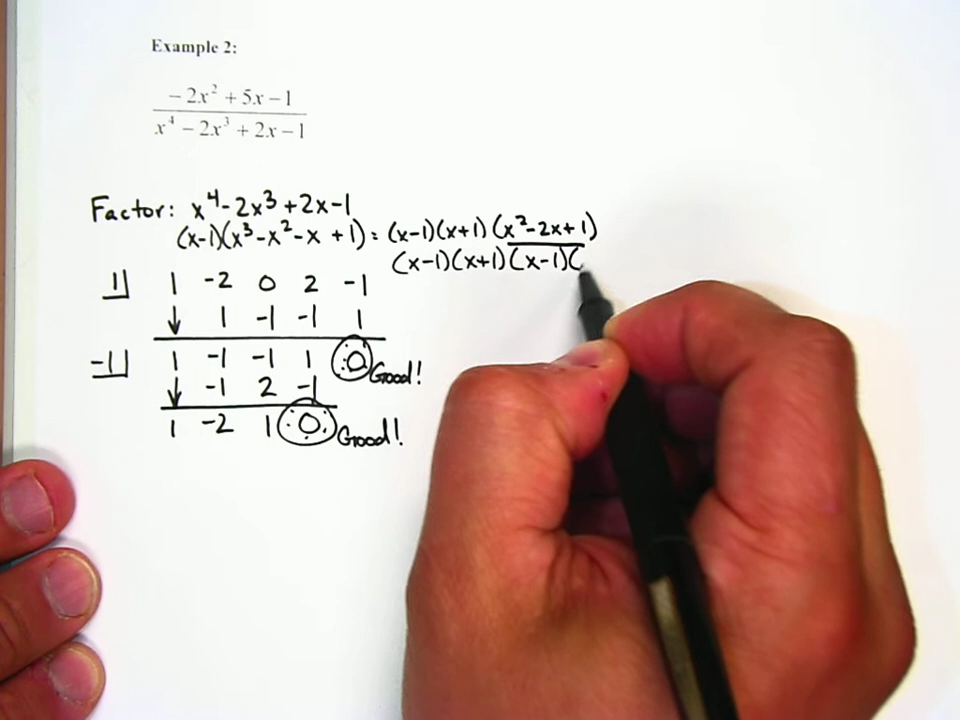 Example 2:
− 2x² + 5x − 1
x⁴ − 2x³ + 2x − 1
Factor: x⁴ - 2x³ + 2x - 1
(x-1)(x³ - x² - x + 1) = (x-1)(x+1)(x² - 2x + 1)
(x-1)(x+1)(x-1)(
1 1 -2 0 2 -1
↓ 1 -1 -1 1
-1 1 -1 -1 1 0 Good!
↓ -1 2 -1
1 -2 1 0 Good!